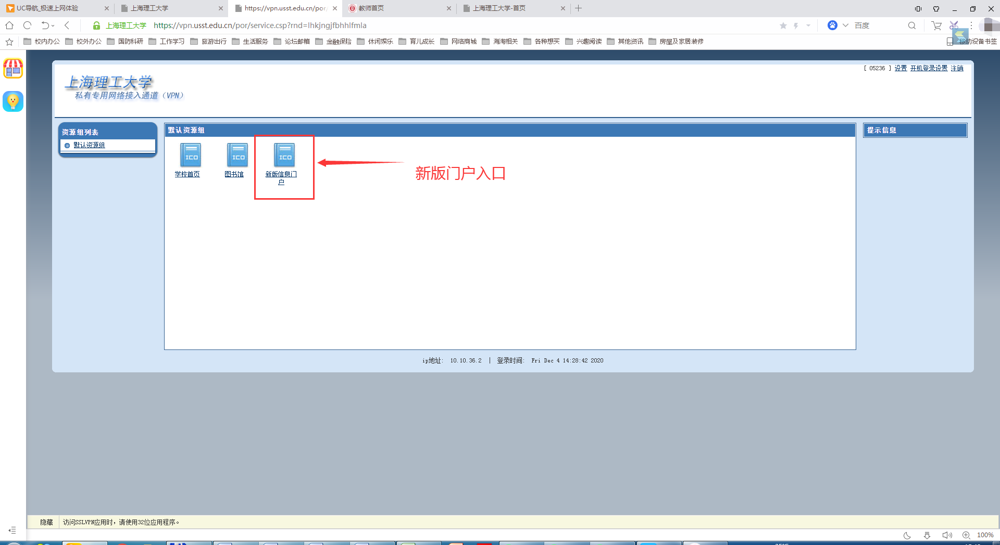 UC导航_极速上网体验
上海理工大学
https://vpn.usst.edu.cn/por/
教师首页
上海理工大学-首页
上海理工大学 https://vpn.usst.edu.cn/por/service.csp?rnd=lhkjngjfbhhlfmla
百度
校内办公 校外办公 国防科研 工作学习 旅游出行 生活服务 论坛邮箱 金融保险 休闲娱乐 育儿成长 网络商城 海淘相关 各种想买 兴趣阅读 其他资讯 房屋及家居装修
移动设备书签
[ 05236 ] 设置 开机登录设置 注销
上海理工大学
私有专用网络接入通道（VPN）
资源组列表
默认资源组
默认资源组
提示信息
学校首页
图书馆
新版信息门
户
新版门户入口
ip地址: 10.10.36.2 | 登录时间: Fri Dec 4 14:28:42 2020
隐藏
访问SSLVPN应用时，请使用32位应用程序。
100%